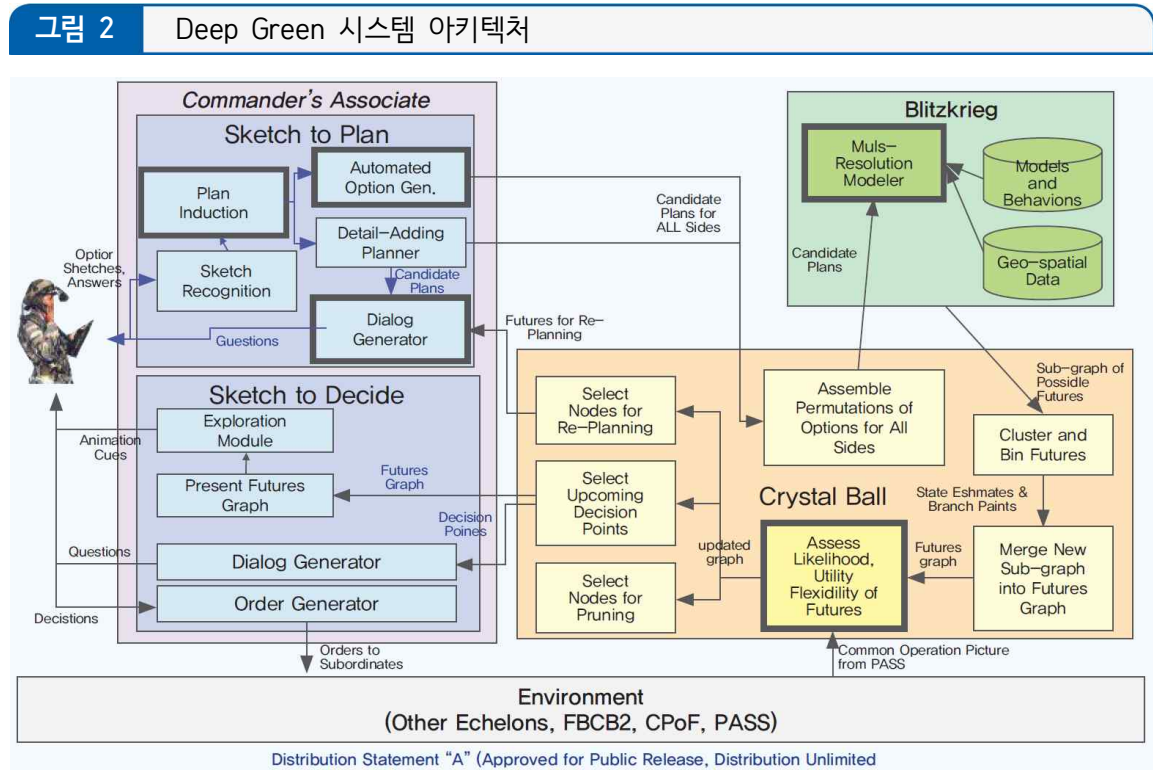 그림 2
Deep Green 시스템 아키텍처
Commander's Associate
Sketch to Plan
Plan
Induction
Automated
Option Gen.
Detail-Adding
Planner
Sketch
Recognition
Candidate
Plans
Dialog
Generator
Guestions
Optior
Shetches,
Answers
Sketch to Decide
Exploration
Module
Present Futures
Graph
Dialog Generator
Order Generator
Animation
Cues
Questions
Decistions
Futures
Graph
Decision
Poines
Orders to
Subordinates
Candidate
Plans for
ALL Sides
Futures for Re-
Planning
Blitzkrieg
Muls-
Resolution
Modeler
Models
and
Behavions
Geo-spatial
Data
Candidate
Plans
Sub-graph of
Possidle
Futures
Select
Nodes for
Re-Planning
Select
Upcoming
Decision
Points
Select
Nodes for
Pruning
Assemble
Permutations of
Options for All
Sides
Crystal Ball
updated
graph
Assess
Likelihood,
Utility
Flexidility of
Futures
Futures
graph
Cluster and
Bin Futures
State Eshmates &
Branch Paints
Merge New
Sub-graph
into Futures
Graph
Common Operation Picture
from PASS
Environment
(Other Echelons, FBCB2, CPoF, PASS)
Distribution Statement “A” (Approved for Public Release, Distribution Unlimited